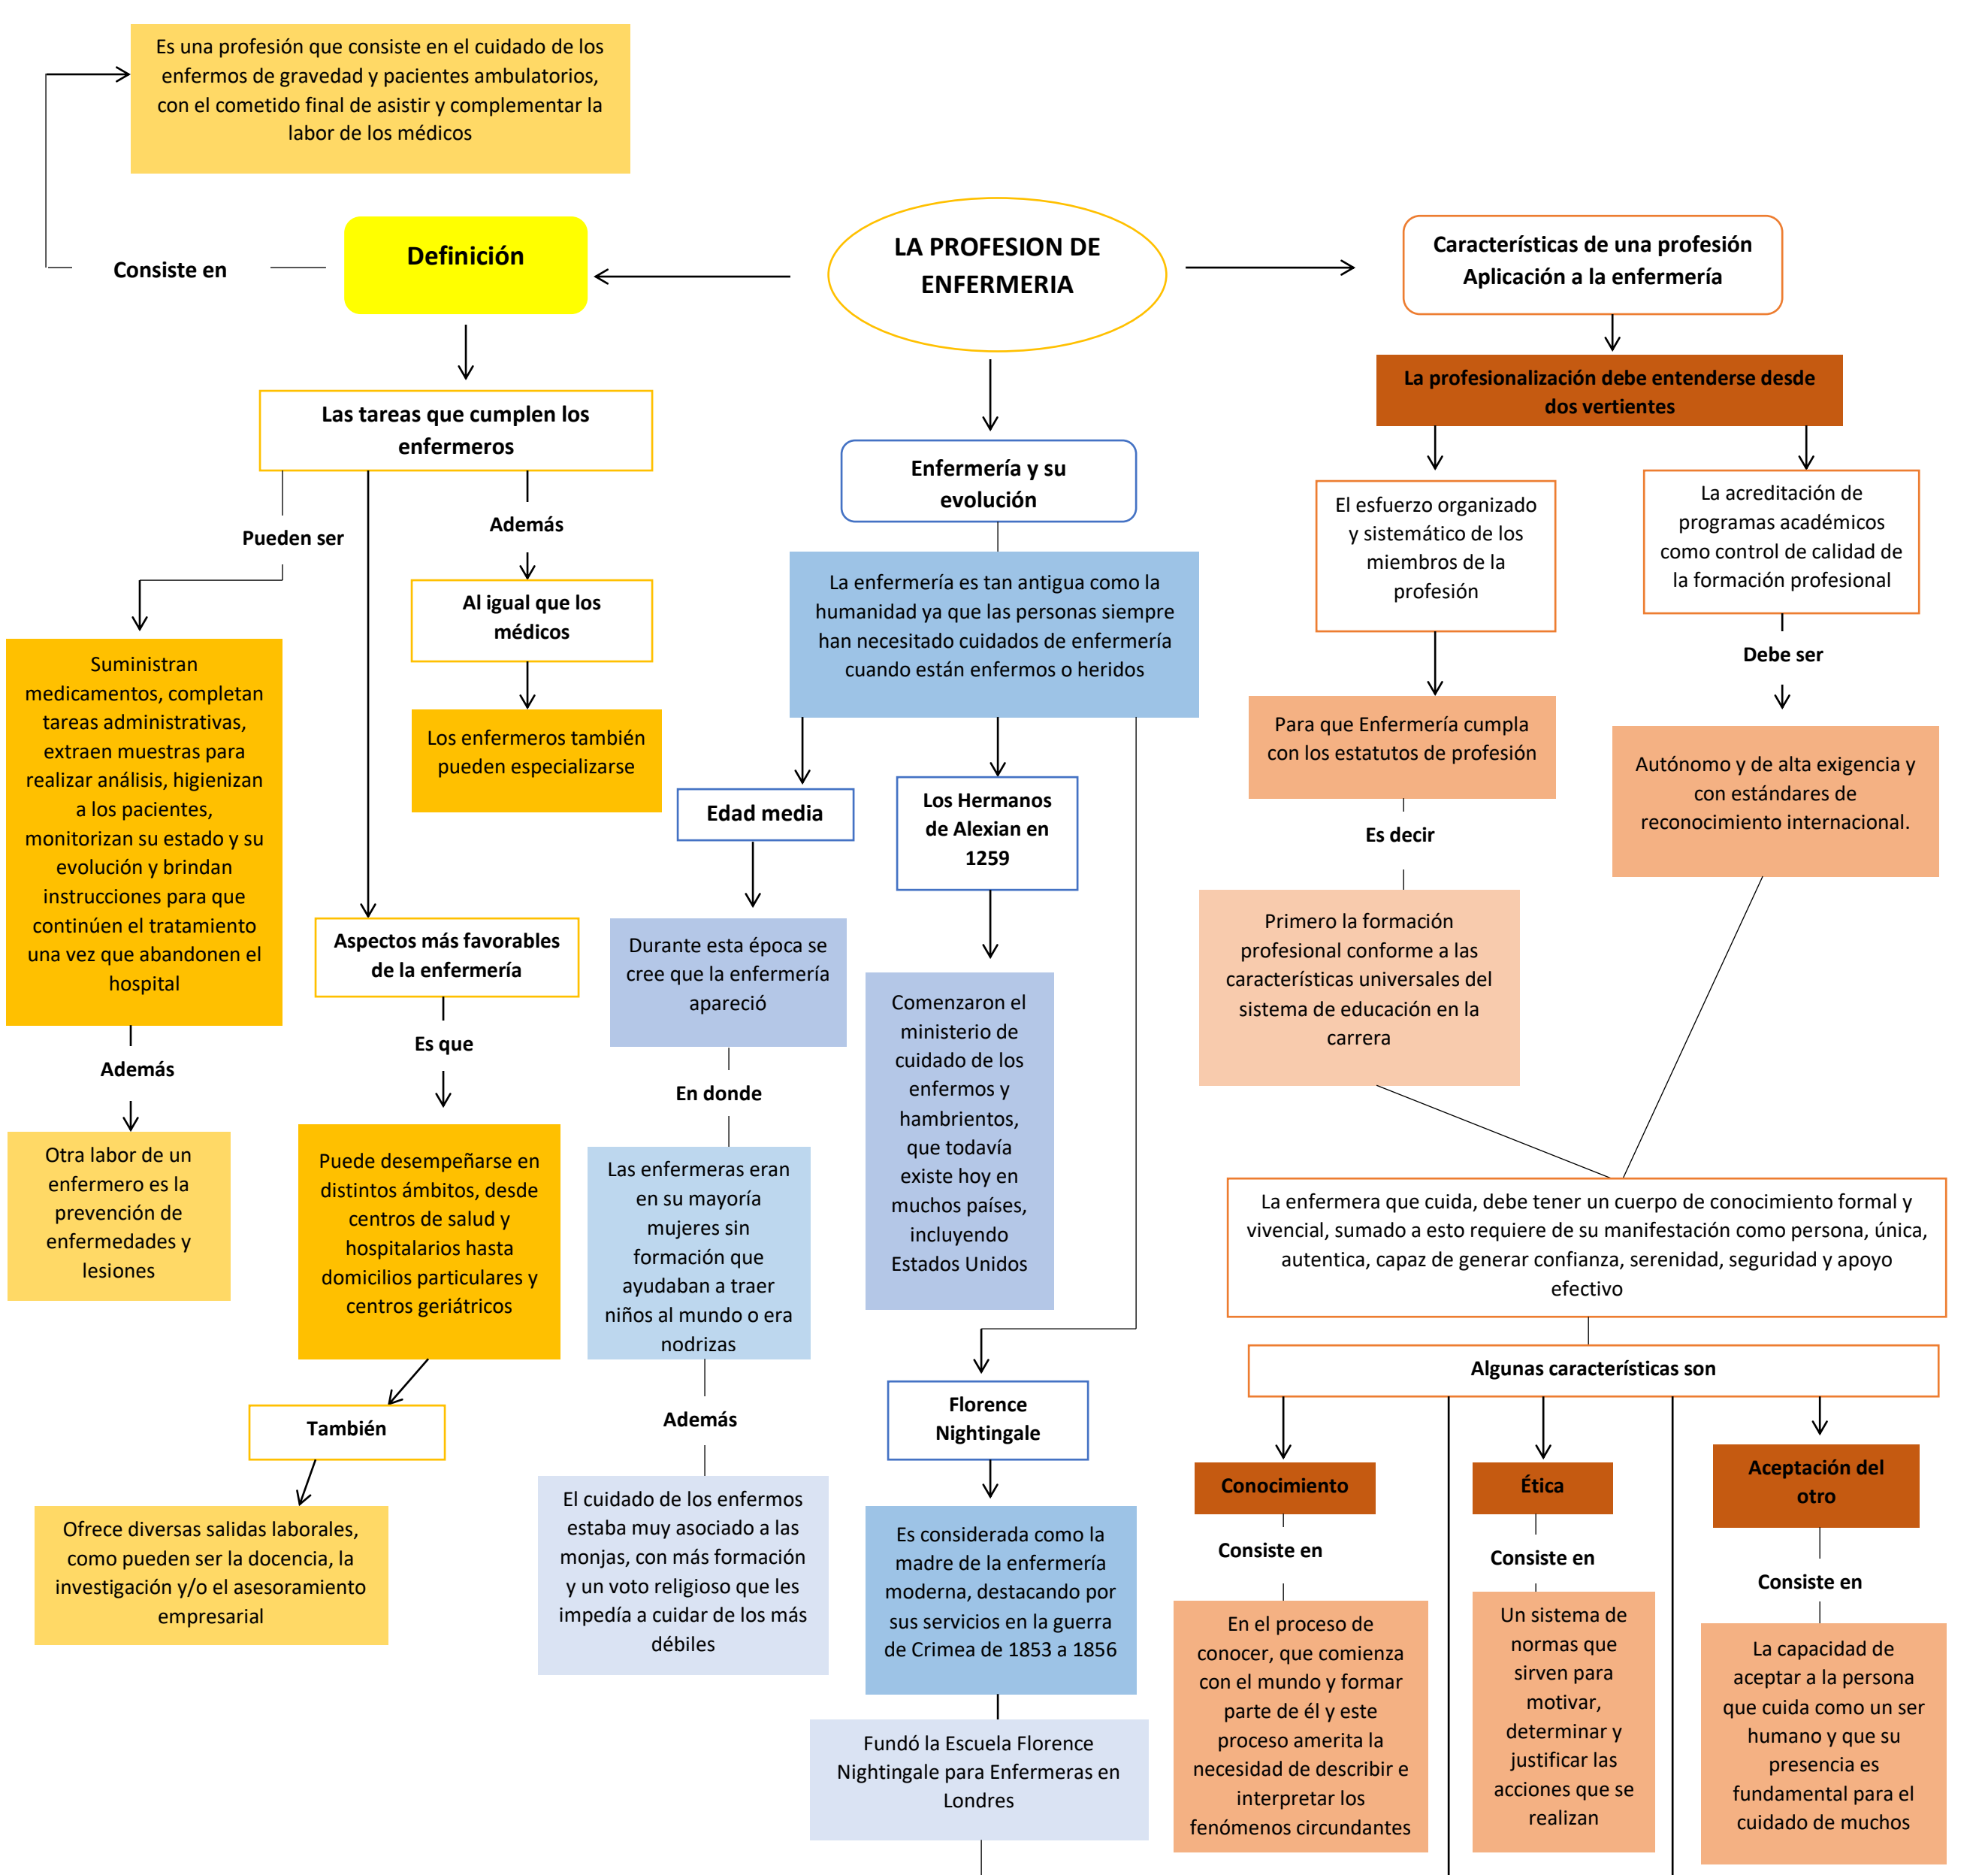 Es una profesión que consiste en el cuidado de los
enfermos de gravedad y pacientes ambulatorios,
con el cometido final de asistir y complementar la
labor de los médicos
Consiste en
Definición
LA PROFESION DE
ENFERMERIA
Características de una profesión
Aplicación a la enfermería
Las tareas que cumplen los
enfermeros
Pueden ser
Además
Al igual que los
médicos
Los enfermeros también
pueden especializarse
Suministran
medicamentos, completan
tareas administrativas,
extraen muestras para
realizar análisis, higienizan
a los pacientes,
monitorizan su estado y su
evolución y brindan
instrucciones para que
continúen el tratamiento
una vez que abandonen el
hospital
Además
Otra labor de un
enfermero es la
prevención de
enfermedades y
lesiones
Aspectos más favorables
de la enfermería
Es que
Puede desempeñarse en
distintos ámbitos, desde
centros de salud y
hospitalarios hasta
domicilios particulares y
centros geriátricos
También
Ofrece diversas salidas laborales,
como pueden ser la docencia, la
investigación y/o el asesoramiento
empresarial
Enfermería y su
evolución
La enfermería es tan antigua como la
humanidad ya que las personas siempre
han necesitado cuidados de enfermería
cuando están enfermos o heridos
Edad media
Durante esta época se
cree que la enfermería
apareció
En donde
Las enfermeras eran
en su mayoría
mujeres sin
formación que
ayudaban a traer
niños al mundo o era
nodrizas
Además
El cuidado de los enfermos
estaba muy asociado a las
monjas, con más formación
y un voto religioso que les
impedía a cuidar de los más
débiles
Los Hermanos
de Alexian en
1259
Comenzaron el
ministerio de
cuidado de los
enfermos y
hambrientos,
que todavía
existe hoy en
muchos países,
incluyendo
Estados Unidos
Florence
Nightingale
Es considerada como la
madre de la enfermería
moderna, destacando por
sus servicios en la guerra
de Crimea de 1853 a 1856
Fundó la Escuela Florence
Nightingale para Enfermeras en
Londres
La profesionalización debe entenderse desde
dos vertientes
El esfuerzo organizado
y sistemático de los
miembros de la
profesión
Para que Enfermería cumpla
con los estatutos de profesión
Es decir
Primero la formación
profesional conforme a las
características universales del
sistema de educación en la
carrera
La acreditación de
programas académicos
como control de calidad de
la formación profesional
Debe ser
Autónomo y de alta exigencia y
con estándares de
reconocimiento internacional.
La enfermera que cuida, debe tener un cuerpo de conocimiento formal y
vivencial, sumado a esto requiere de su manifestación como persona, única,
autentica, capaz de generar confianza, serenidad, seguridad y apoyo
efectivo
Algunas características son
Conocimiento
Consiste en
En el proceso de
conocer, que comienza
con el mundo y formar
parte de él y este
proceso amerita la
necesidad de describir e
interpretar los
fenómenos circundantes
Ética
Consiste en
Un sistema de
normas que
sirven para
motivar,
determinar y
justificar las
acciones que se
realizan
Aceptación del
otro
Consiste en
La capacidad de
aceptar a la persona
que cuida como un ser
humano y que su
presencia es
fundamental para el
cuidado de muchos